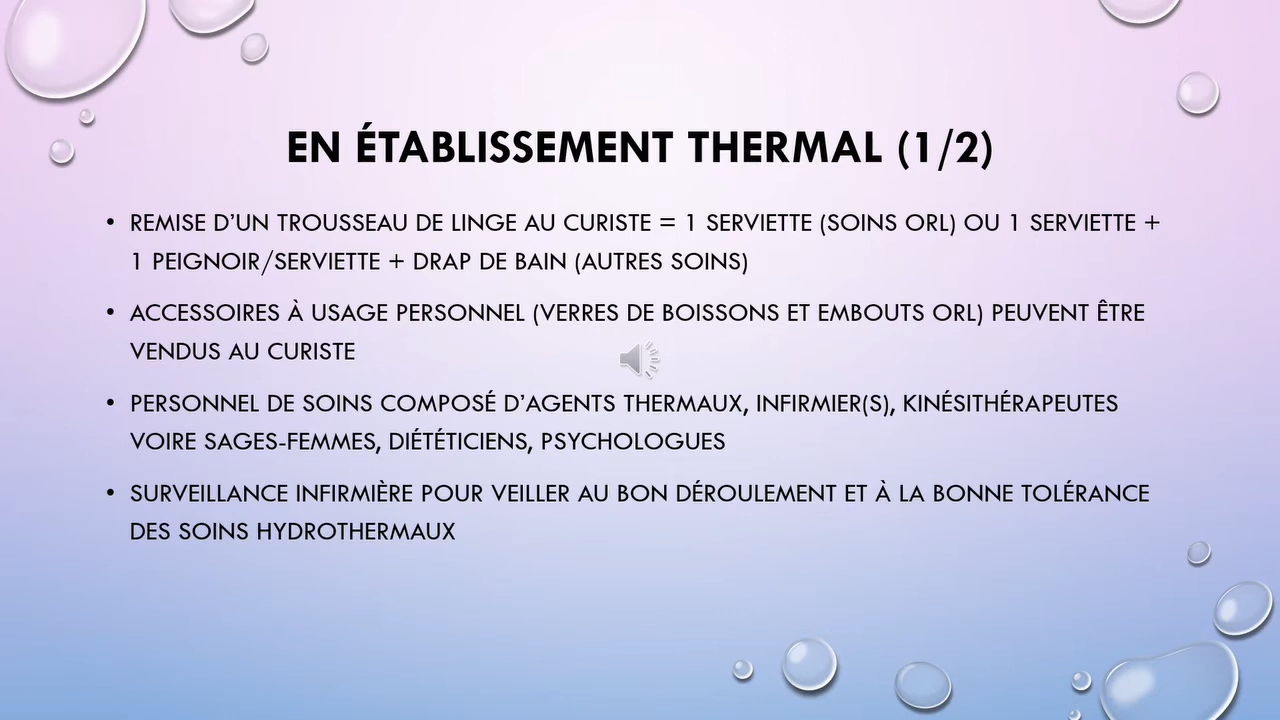 EN ÉTABLISSEMENT THERMAL (1/2)
• REMISE D’UN TROUSSEAU DE LINGE AU CURISTE = 1 SERVIETTE (SOINS ORL) OU 1 SERVIETTE +
1 PEIGNOIR/SERVIETTE + DRAP DE BAIN (AUTRES SOINS)
• ACCESSOIRES À USAGE PERSONNEL (VERRES DE BOISSONS ET EMBOUTS ORL) PEUVENT ÊTRE
VENDUS AU CURISTE
• PERSONNEL DE SOINS COMPOSÉ D’AGENTS THERMAUX, INFIRMIER(S), KINÉSITHÉRAPEUTES
VOIRE SAGES-FEMMES, DIÉTÉTICIENS, PSYCHOLOGUES
• SURVEILLANCE INFIRMIÈRE POUR VEILLER AU BON DÉROULEMENT ET À LA BONNE TOLÉRANCE
DES SOINS HYDROTHERMAUX